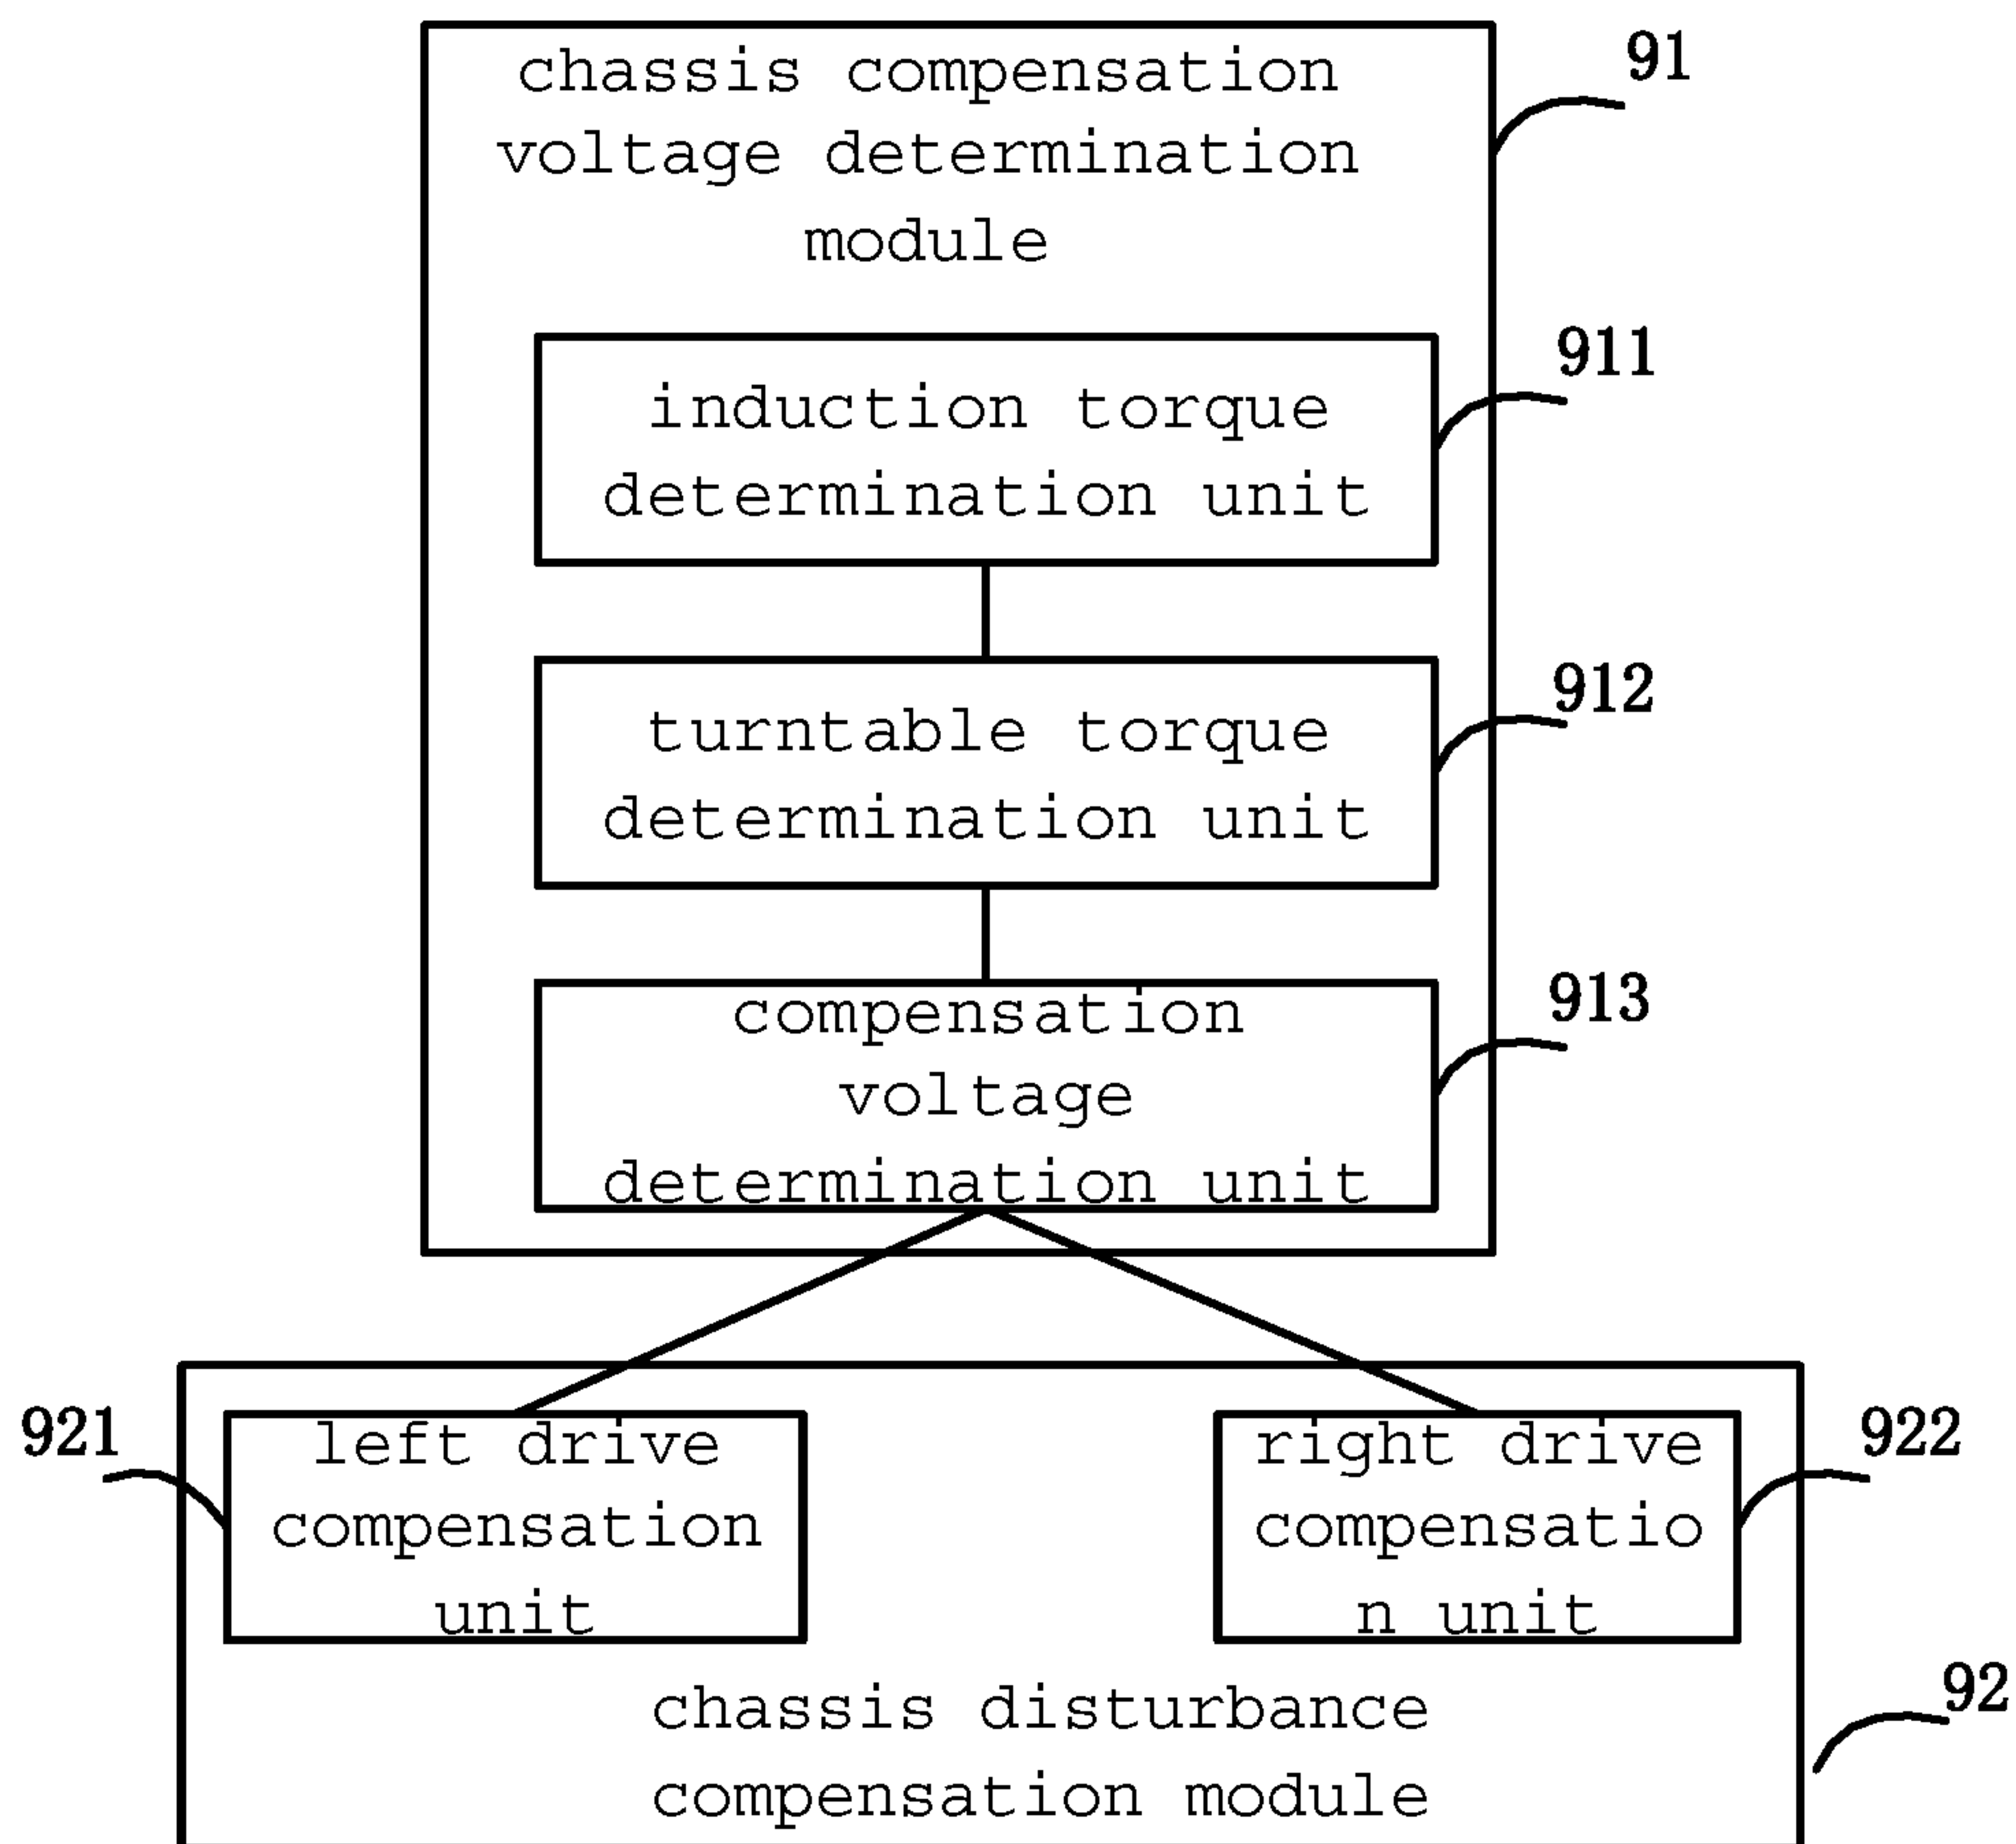 chassis compensation
voltage determination
module
91
induction torque
determination unit
911
turntable torque
determination unit
912
compensation
voltage
determination unit
913
921
left drive
compensation
unit
right drive
compensatio
n unit
922
chassis disturbance
compensation module
92